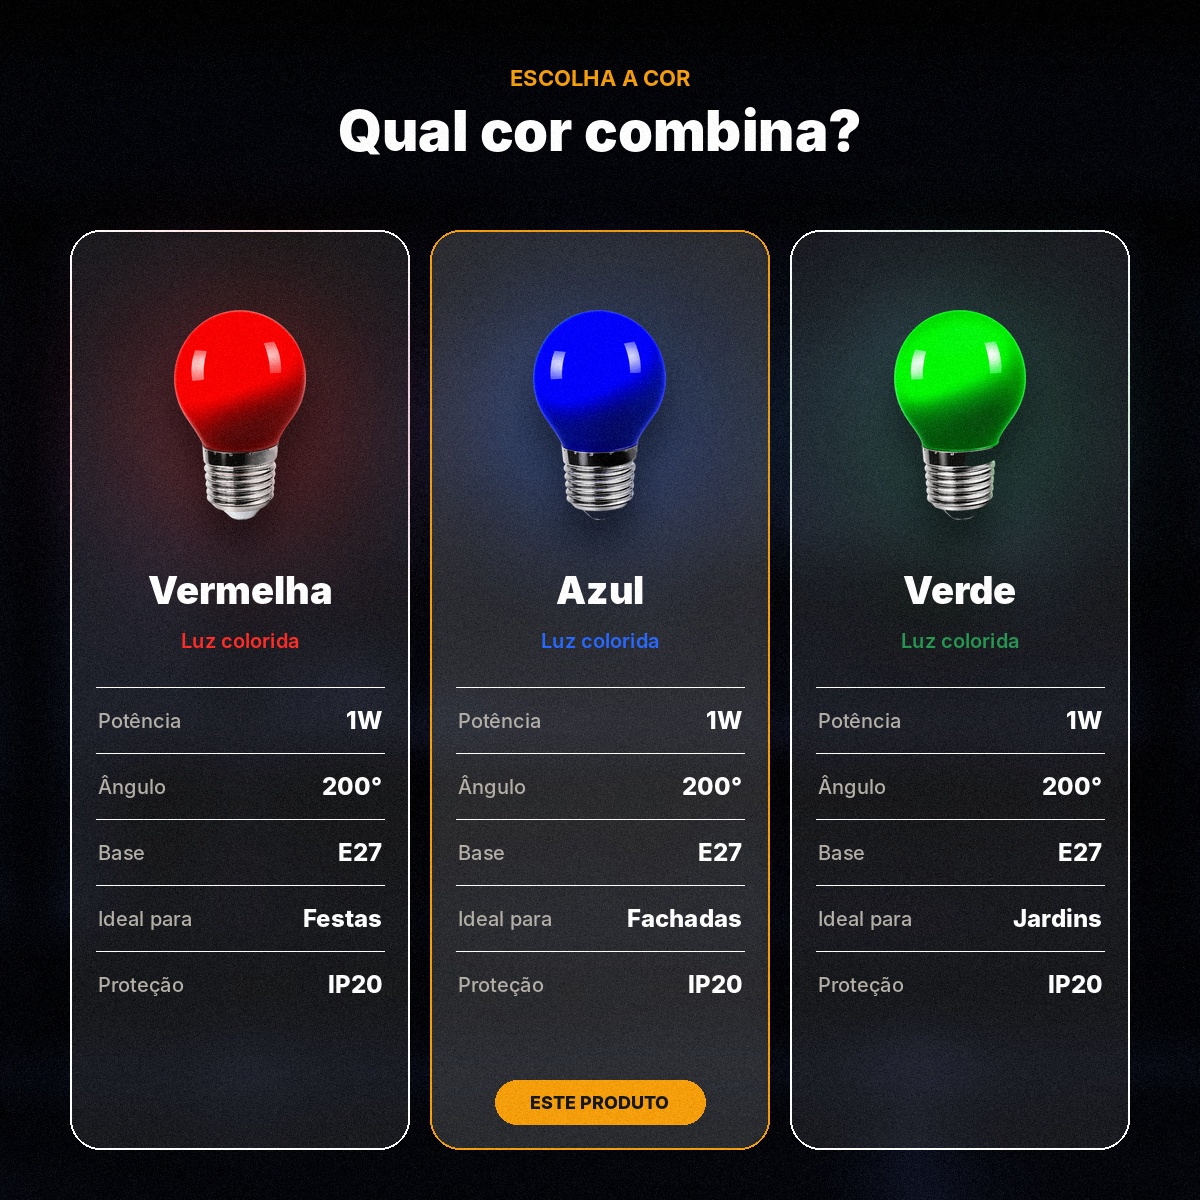 ESCOLHA A COR
Qual cor combina?
Vermelha
Luz colorida
Potência 1W
Ângulo 200°
Base E27
Ideal para Festas
Proteção IP20
Azul
Luz colorida
Potência 1W
Ângulo 200°
Base E27
Ideal para Fachadas
Proteção IP20
ESTE PRODUTO
Verde
Luz colorida
Potência 1W
Ângulo 200°
Base E27
Ideal para Jardins
Proteção IP20